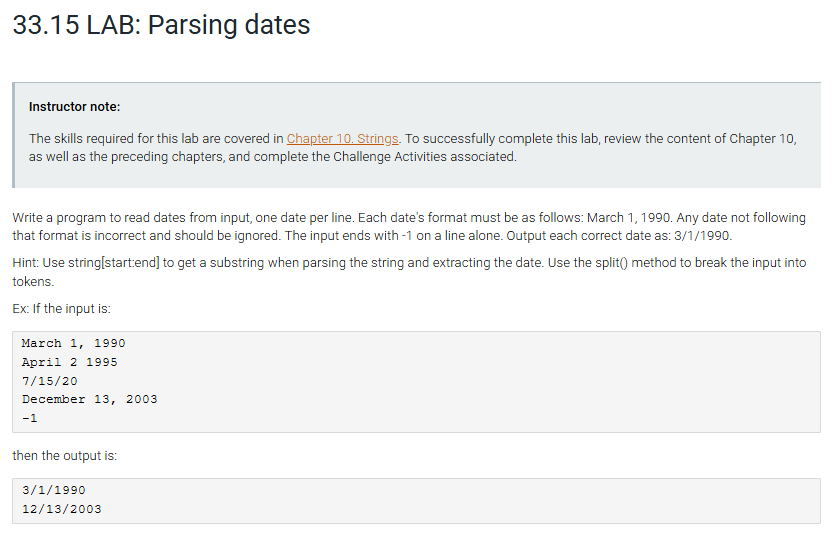 33.15 LAB: Parsing dates
Instructor note:
The skills required for this lab are covered in Chapter 10. Strings. To successfully complete this lab, review the content of Chapter 10,
as well as the preceding chapters, and complete the Challenge Activities associated.
Write a program to read dates from input, one date per line. Each date's format must be as follows: March 1, 1990. Any date not following
that format is incorrect and should be ignored. The input ends with -1 on a line alone. Output each correct date as: 3/1/1990.
Hint: Use string[start:end] to get a substring when parsing the string and extracting the date. Use the split() method to break the input into
tokens.
Ex: If the input is:
March 1, 1990
April 2 1995
7/15/20
December 13, 2003
-1
then the output is:
3/1/1990
12/13/2003